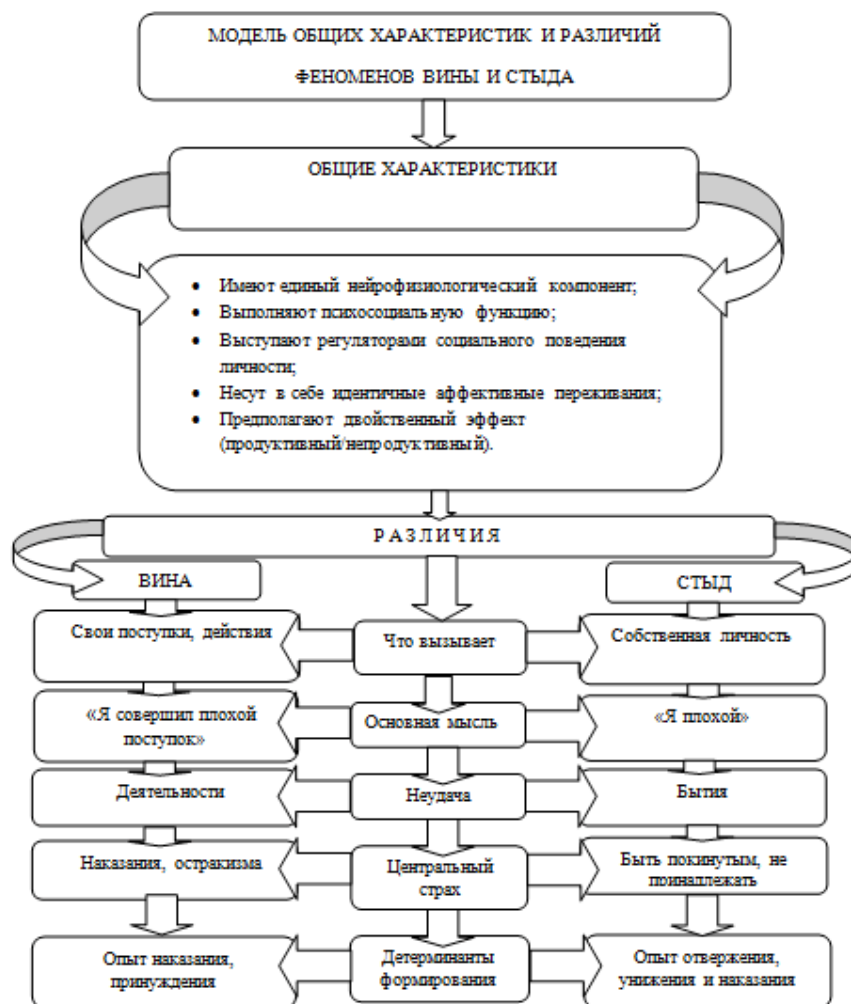 МОДЕЛЬ ОБЩИХ ХАРАКТЕРИСТИК И РАЗЛИЧИЙ
ФЕНОМЕНОВ ВИНЫ И СТЫДА
ОБЩИЕ ХАРАКТЕРИСТИКИ
• Имеют единый нейрофизиологический компонент;
• Выполняют психосоциальную функцию;
• Выступают регуляторами социального поведения
личности;
• Несут в себе идентичные аффективные переживания;
• Предполагают двойственный эффект
(продуктивный/непродуктивный).
Р А З Л И Ч И Я
ВИНА
СТЫД
Свои поступки, действия
Что вызывает
Собственная личность
«Я совершил плохой
поступок»
Основная мысль
«Я плохой»
Деятельности
Неудача
Бытия
Наказания, остракизма
Центральный
страх
Быть покинутым, не
принадлежать
Опыт наказания,
принуждения
Детерминанты
формирования
Опыт отвержения,
унижения и наказания